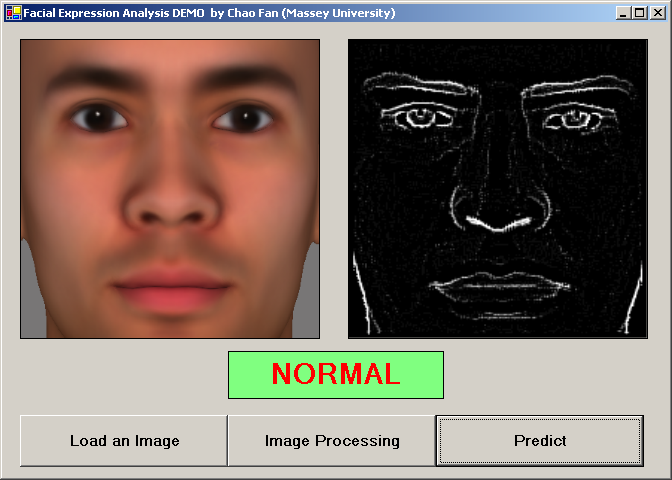 Facial Expression Analysis DEMO  by Chao Fan (Massey University)
NORMAL
Load an Image
Image Processing
Predict